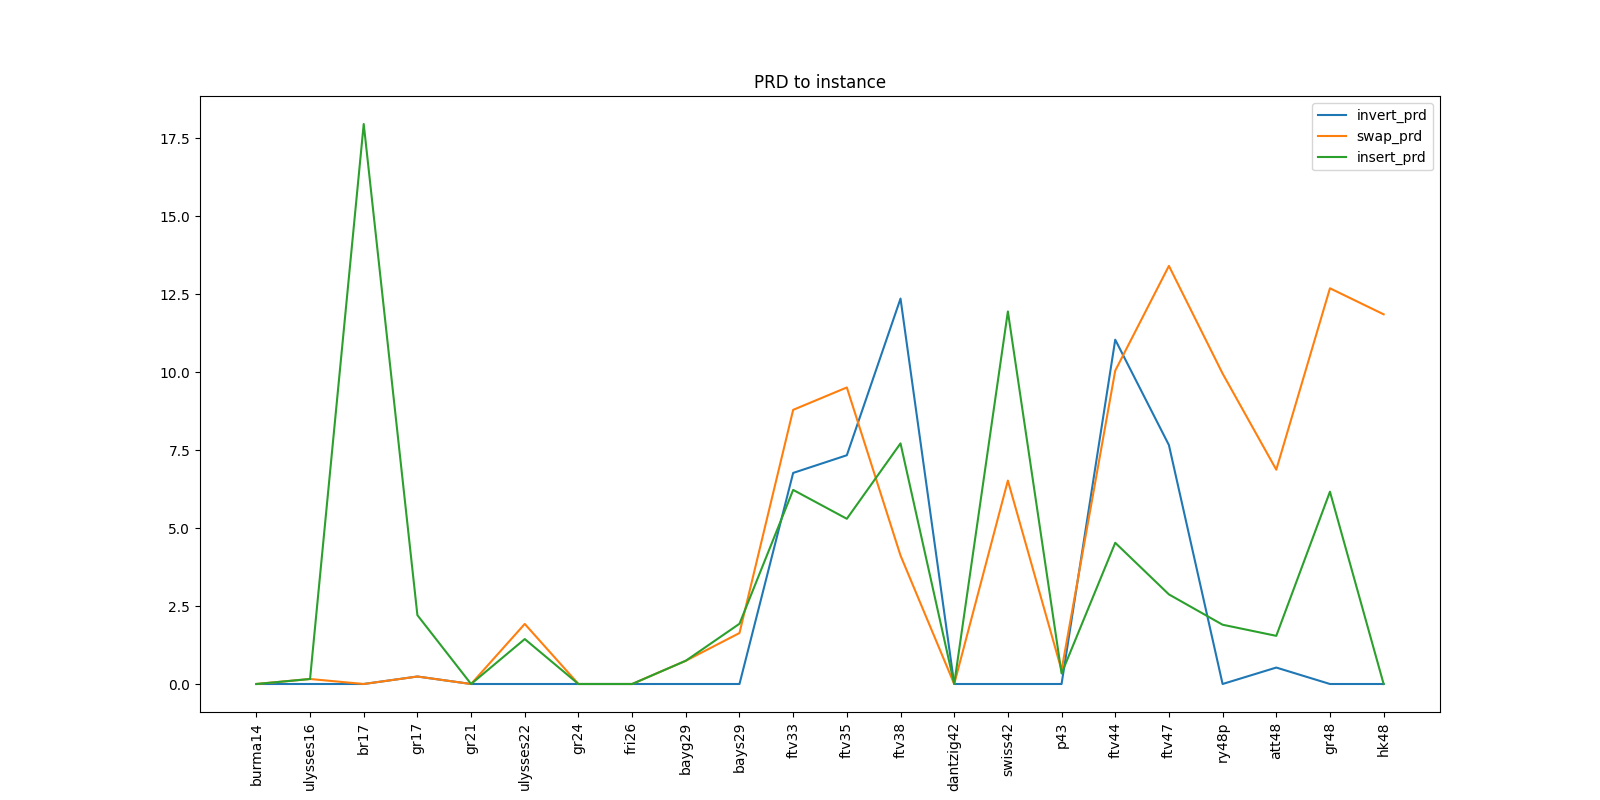 PRD to instance
invert_prd
swap_prd
insert_prd
17.5
15.0
12.5
10.0
7.5
5.0
2.5
0.0
burma14
ulysses16
br17
gr17
gr21
ulysses22
gr24
fri26
bayg29
bays29
ftv33
ftv35
ftv38
dantzig42
swiss42
p43
ftv44
ftv47
ry48p
att48
gr48
hk48